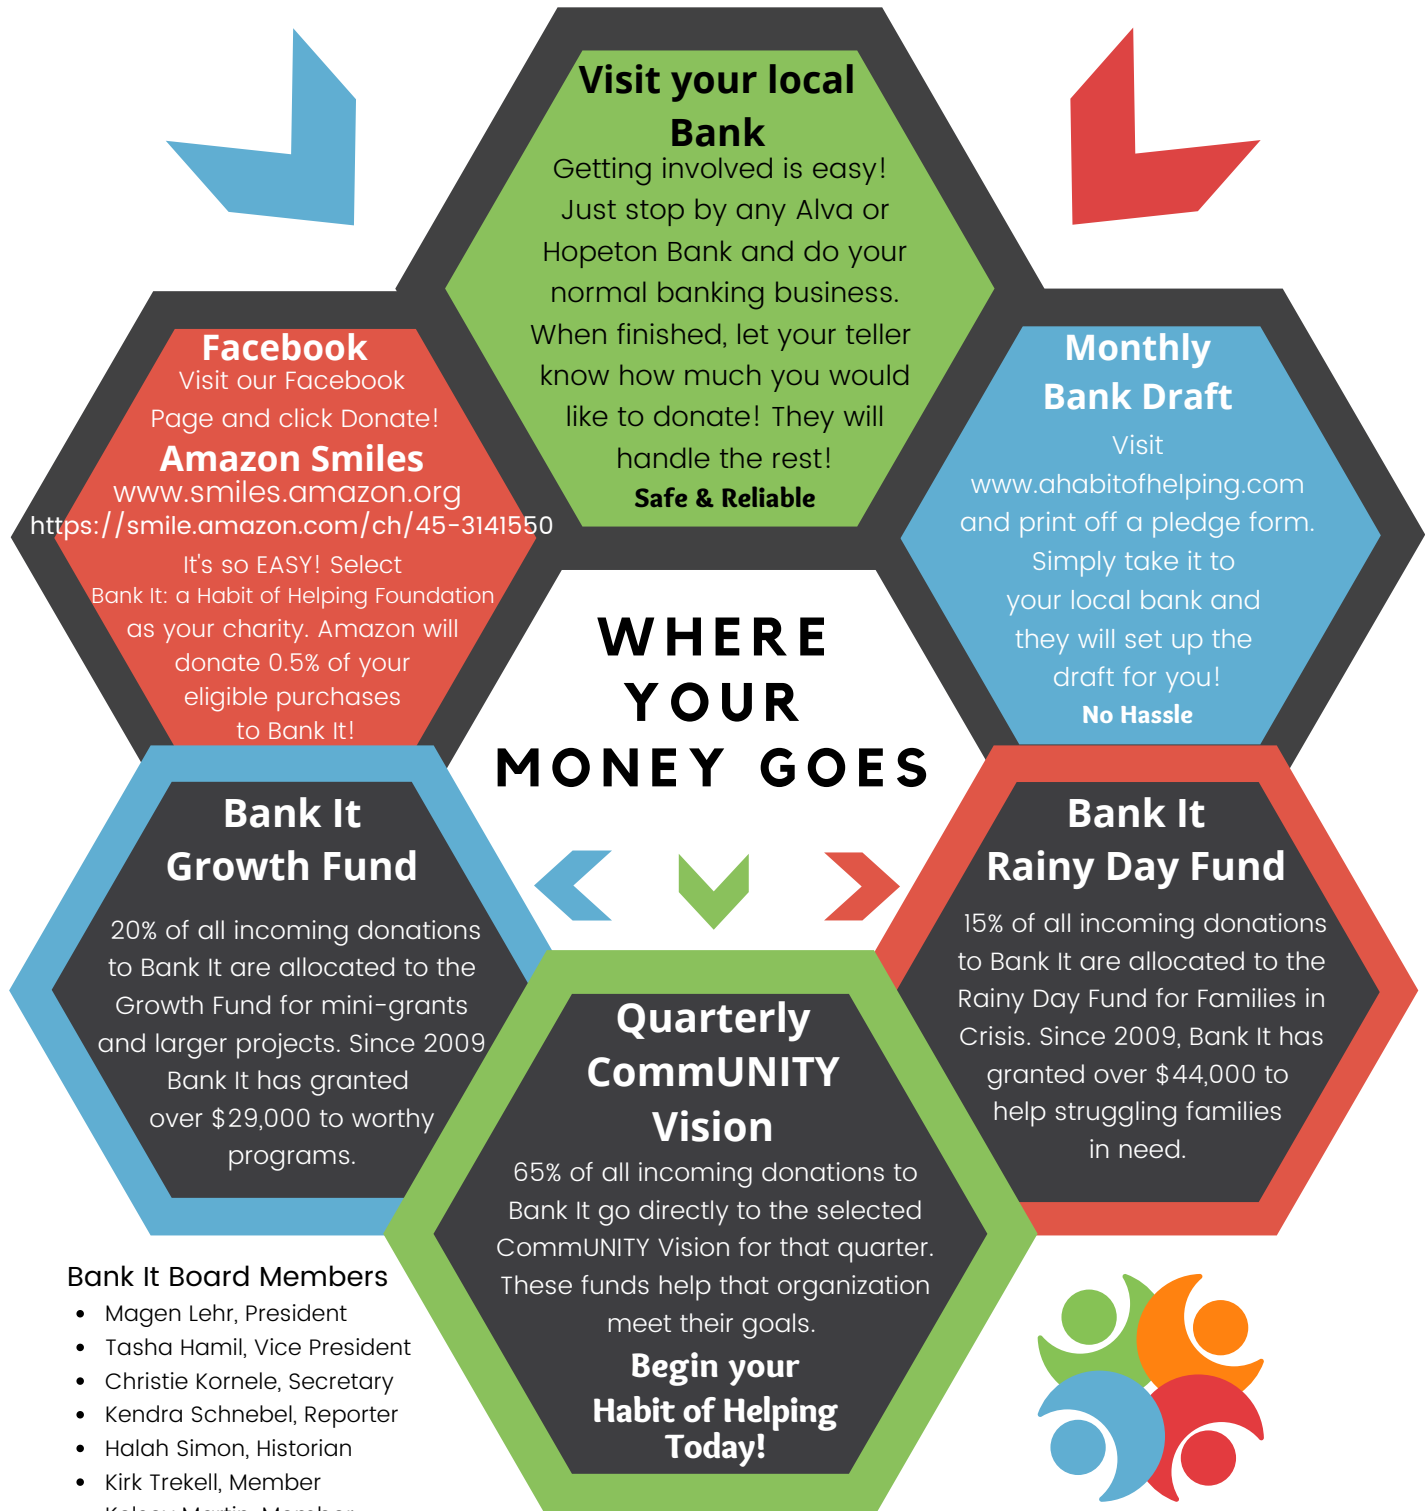 Visit your local
Bank
Getting involved is easy!
Just stop by any Alva or
Hopeton Bank and do your
normal banking business.
When finished, let your teller
know how much you would
like to donate! They will
handle the rest!
Safe & Reliable
Facebook
Visit our Facebook
Page and click Donate!
Amazon Smiles
www.smiles.amazon.org
https://smile.amazon.com/ch/45-3141550
It's so EASY! Select
Bank It: a Habit of Helping Foundation
as your charity. Amazon will
donate 0.5% of your
eligible purchases
to Bank It!
Monthly
Bank Draft
Visit
www.ahabitofhelping.com
and print off a pledge form.
Simply take it to
your local bank and
they will set up the
draft for you!
No Hassle
WHERE
YOUR
MONEY GOES
Bank It
Growth Fund
20% of all incoming donations
to Bank It are allocated to the
Growth Fund for mini-grants
and larger projects. Since 2009
Bank It has granted
over $29,000 to worthy
programs.
Bank It
Rainy Day Fund
15% of all incoming donations
to Bank It are allocated to the
Rainy Day Fund for Families in
Crisis. Since 2009, Bank It has
granted over $44,000 to
help struggling families
in need.
Quarterly
CommUNITY
Vision
65% of all incoming donations to
Bank It go directly to the selected
CommUNITY Vision for that quarter.
These funds help that organization
meet their goals.
Begin your
Habit of Helping
Today!
Bank It Board Members
• Magen Lehr, President
• Tasha Hamil, Vice President
• Christie Kornele, Secretary
• Kendra Schnebel, Reporter
• Halah Simon, Historian
• Kirk Trekell, Member